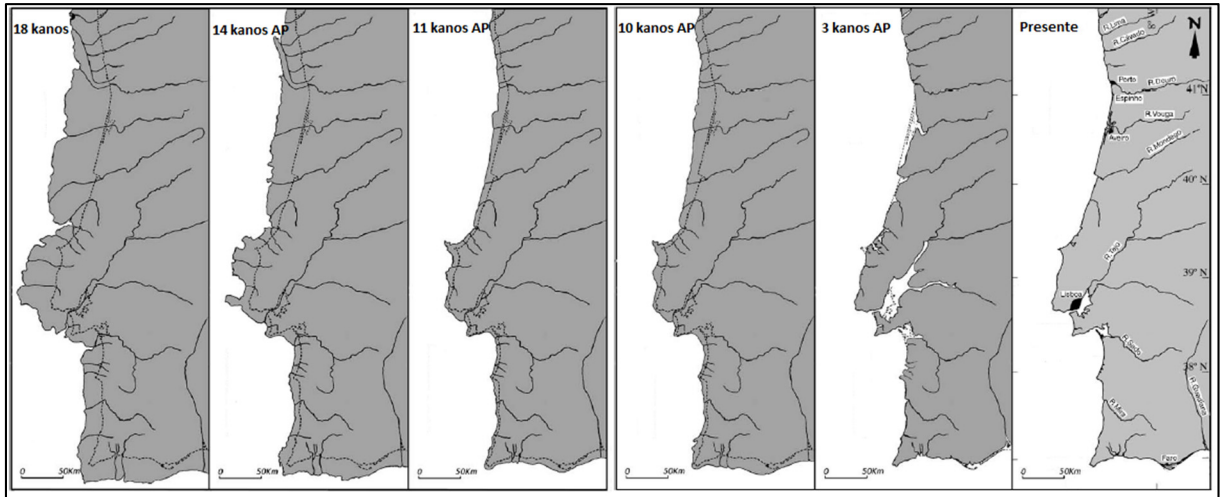 18 kanos
14 kanos AP
11 kanos AP
10 kanos AP
3 kanos AP
Presente
N
R.Lima
R.Cávado
Porto
R.Douro
41°N
Espinho
R.Vouga
Aveiro
R.Mondego
40° N
R.Tejo
39° N
Lisboa
R.Sado
38° N
R.Guadiana
R.Mira
Faro
0 50Km
0 50Km
0 50Km
0 50Km
0 50Km
0 50Km